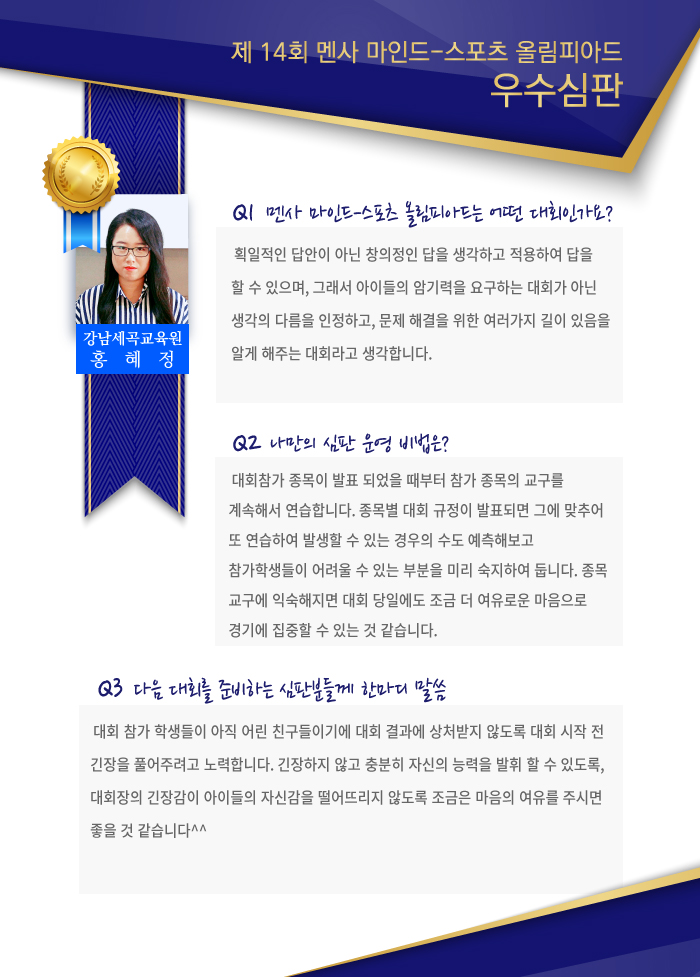 제 14회 멘사 마인드-스포츠 올림피아드
우수심판
강남세곡교육원
홍 혜 정
Q1 멘사 마인드-스포츠 올림피아드는 어떤 대회인가요?
획일적인 답안이 아닌 창의정인 답을 생각하고 적용하여 답을
할 수 있으며, 그래서 아이들의 암기력을 요구하는 대회가 아닌
생각의 다름을 인정하고, 문제 해결을 위한 여러가지 길이 있음을
알게 해주는 대회라고 생각합니다.
Q2 나만의 심판 운영 비법은?
대회참가 종목이 발표 되었을 때부터 참가 종목의 교구를
계속해서 연습합니다. 종목별 대회 규정이 발표되면 그에 맞추어
또 연습하여 발생할 수 있는 경우의 수도 예측해보고
참가학생들이 어려울 수 있는 부분을 미리 숙지하여 둡니다. 종목
교구에 익숙해지면 대회 당일에도 조금 더 여유로운 마음으로
경기에 집중할 수 있는 것 같습니다.
Q3 다음 대회를 준비하는 심판분들께 한마디 말씀
대회 참가 학생들이 아직 어린 친구들이기에 대회 결과에 상처받지 않도록 대회 시작 전
긴장을 풀어주려고 노력합니다. 긴장하지 않고 충분히 자신의 능력을 발휘 할 수 있도록,
대회장의 긴장감이 아이들의 자신감을 떨어뜨리지 않도록 조금은 마음의 여유를 주시면
좋을 것 같습니다^^